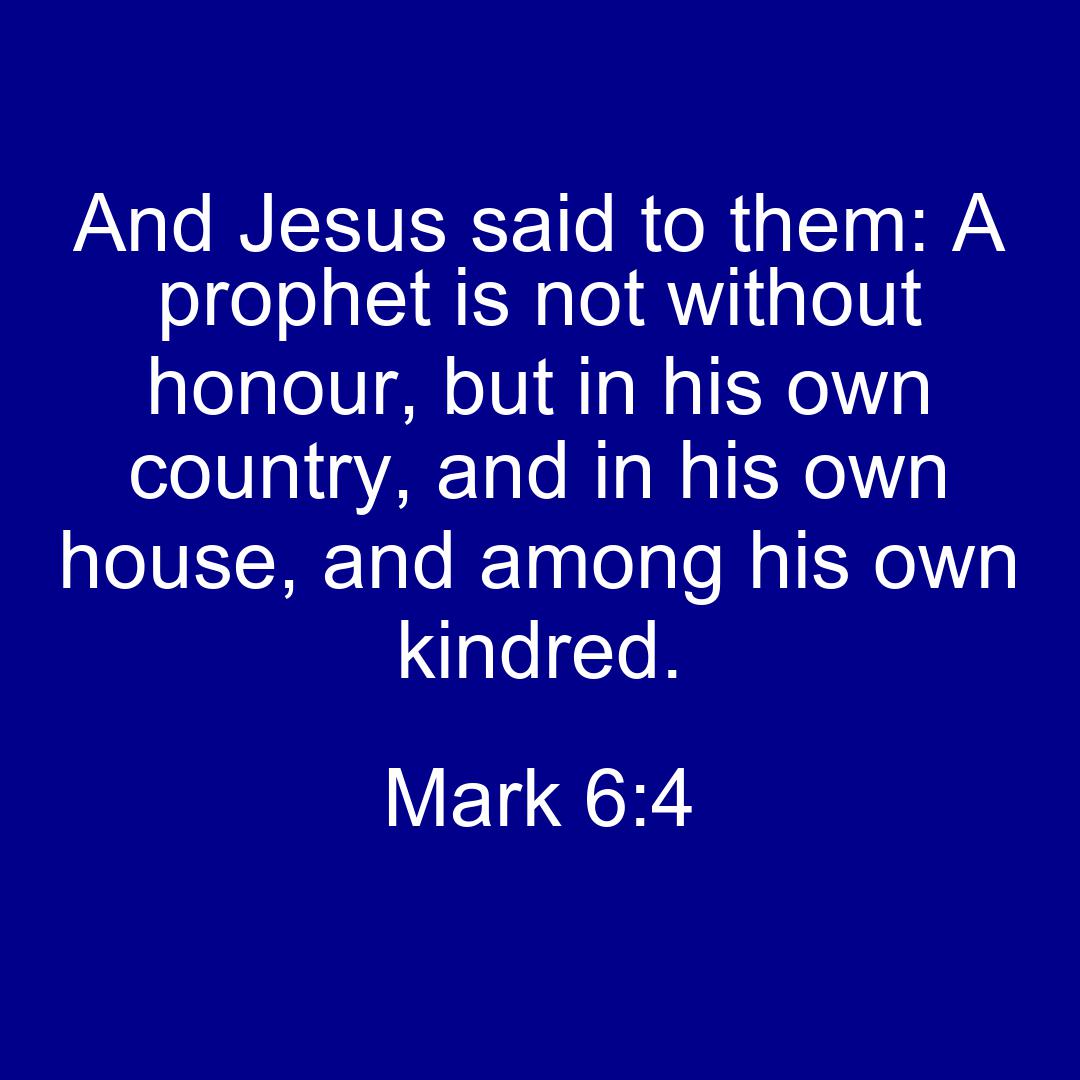 And Jesus said to them: A
prophet is not without
honour, but in his own
country, and in his own
house, and among his own
kindred.
Mark 6:4